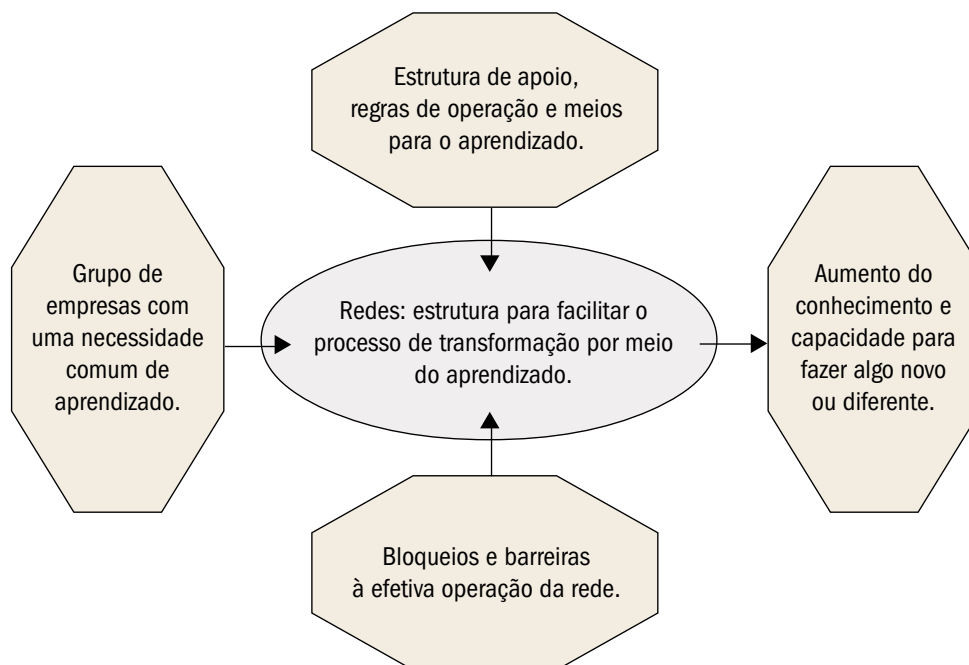 Estrutura de apoio,
regras de operação e meios
para o aprendizado.
Grupo de
empresas com
uma necessidade
comum de
aprendizado.
Redes: estrutura para facilitar o
processo de transformação por meio
do aprendizado.
Aumento do
conhecimento e
capacidade para
fazer algo novo
ou diferente.
Bloqueios e barreiras
à efetiva operação da rede.